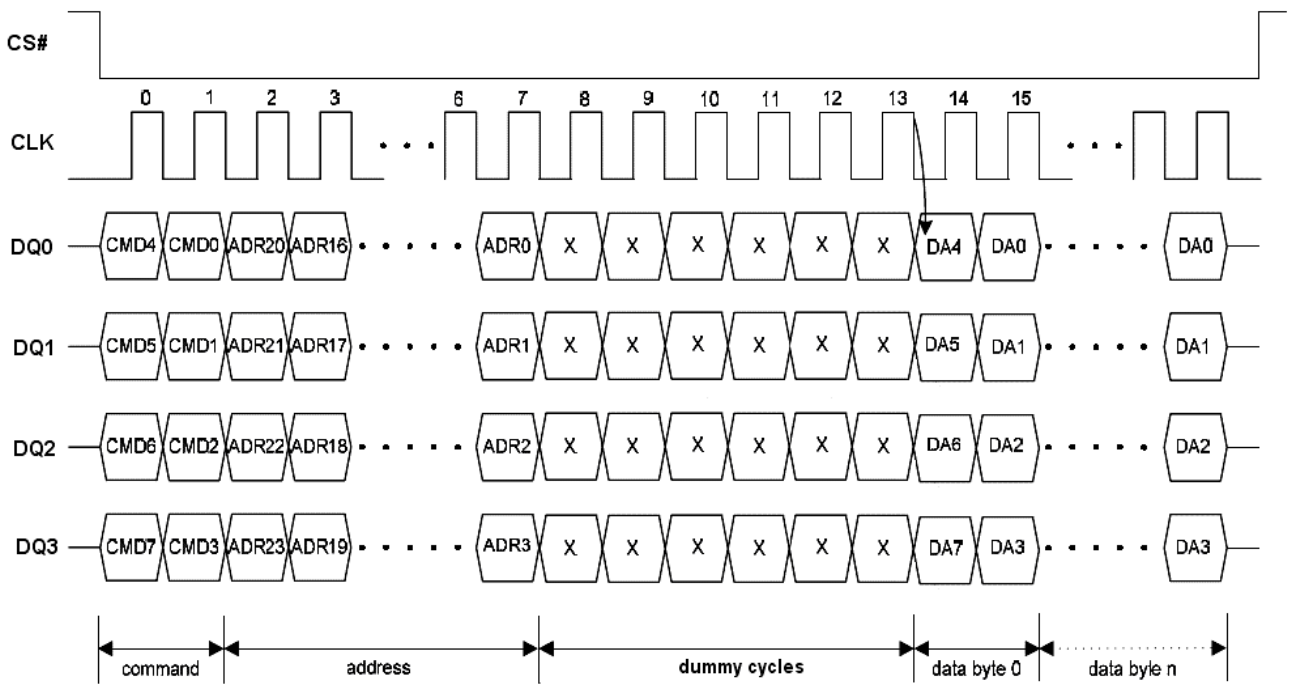 CS#
0 1 2 3 6 7 8 9 10 11 12 13 14 15
CLK
DQ0 CMD4 CMD0 ADR20 ADR16 ADR0 X X X X X X DA4 DA0 DA0
DQ1 CMD5 CMD1 ADR21 ADR17 ADR1 X X X X X X DA5 DA1 DA1
DQ2 CMD6 CMD2 ADR22 ADR18 ADR2 X X X X X X DA6 DA2 DA2
DQ3 CMD7 CMD3 ADR23 ADR19 ADR3 X X X X X X DA7 DA3 DA3
command address dummy cycles data byte 0 data byle n